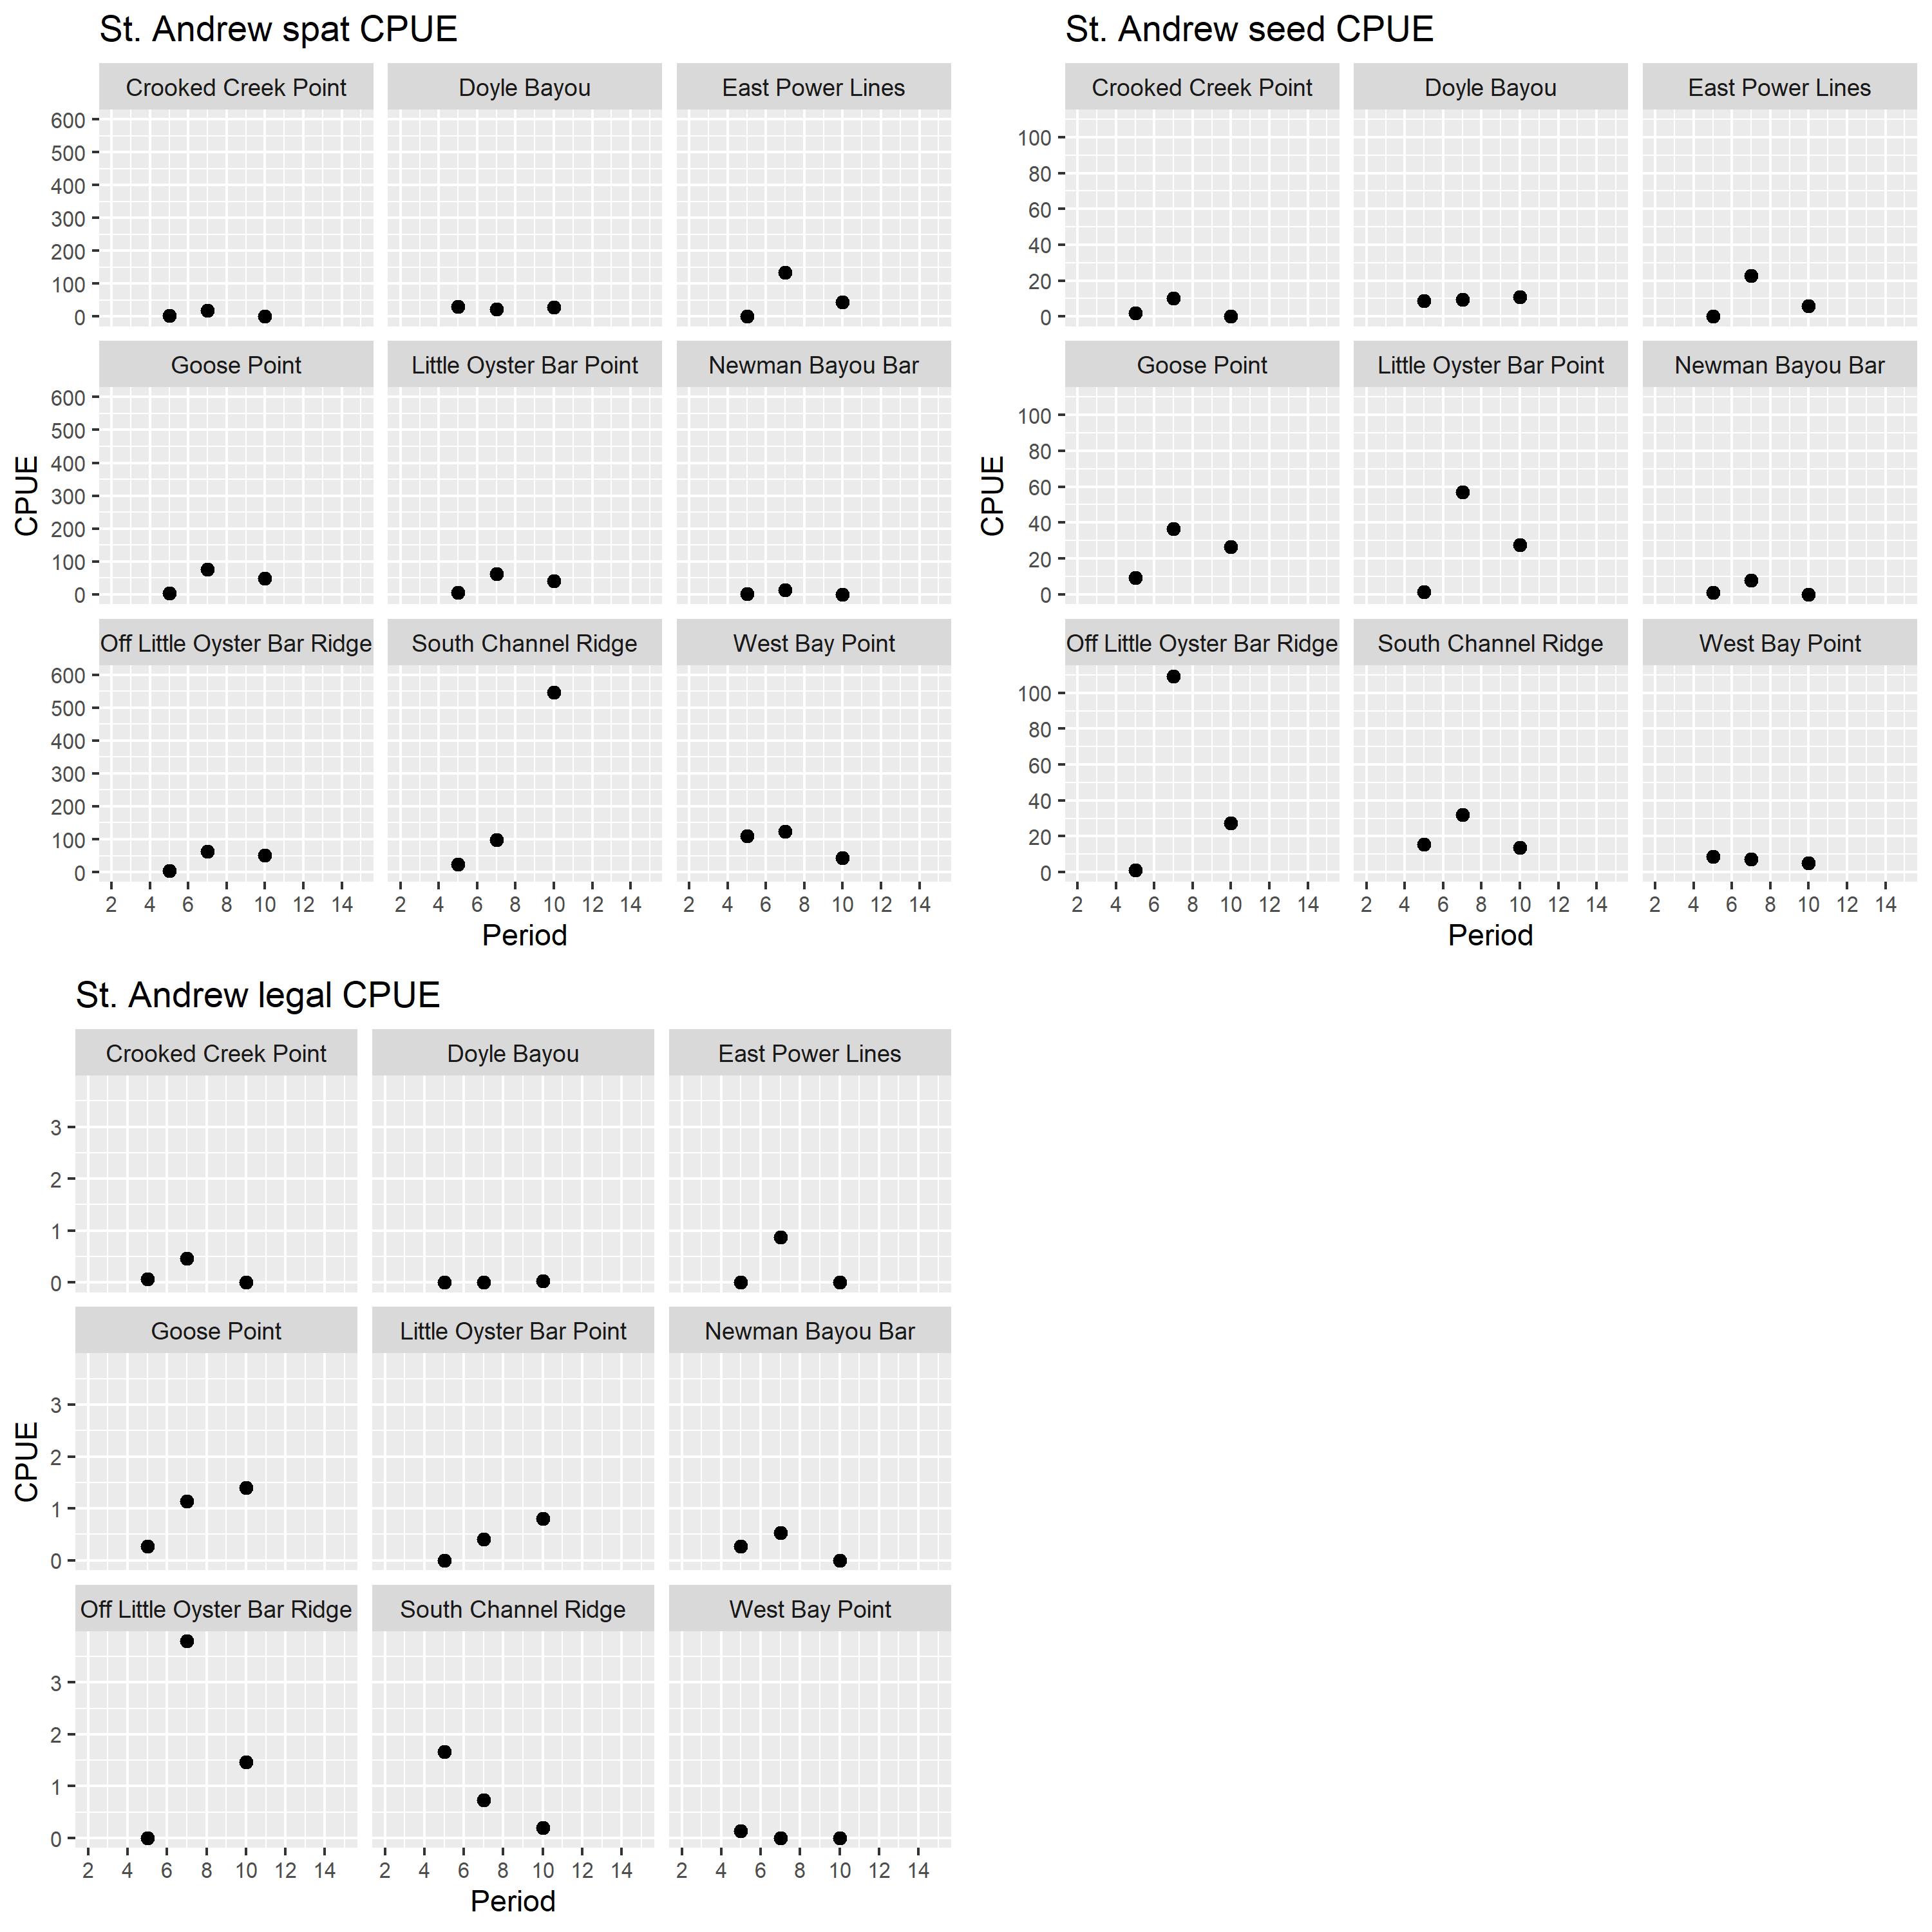 St. Andrew spat CPUE
Crooked Creek Point Doyle Bayou East Power Lines
600
500
400
300
200
100
0
Goose Point Little Oyster Bar Point Newman Bayou Bar
600
500
400
300
200
100
0
Off Little Oyster Bar Ridge South Channel Ridge West Bay Point
600
500
400
300
200
100
0
2 4 6 8 10 12 14 2 4 6 8 10 12 14 2 4 6 8 10 12 14
Period
CPUE
St. Andrew seed CPUE
Crooked Creek Point Doyle Bayou East Power Lines
100
80
60
40
20
0
Goose Point Little Oyster Bar Point Newman Bayou Bar
100
80
60
40
20
0
Off Little Oyster Bar Ridge South Channel Ridge West Bay Point
100
80
60
40
20
0
2 4 6 8 10 12 14 2 4 6 8 10 12 14 2 4 6 8 10 12 14
Period
CPUE
St. Andrew legal CPUE
Crooked Creek Point Doyle Bayou East Power Lines
3
2
1
0
Goose Point Little Oyster Bar Point Newman Bayou Bar
3
2
1
0
Off Little Oyster Bar Ridge South Channel Ridge West Bay Point
3
2
1
0
2 4 6 8 10 12 14 2 4 6 8 10 12 14 2 4 6 8 10 12 14
Period
CPUE